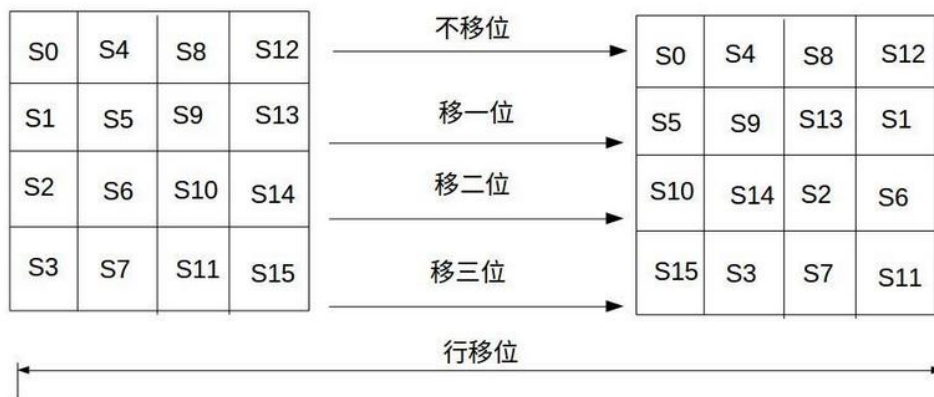 S0 S4 S8 S12 不移位 S0 S4 S8 S12
S1 S5 S9 S13 移一位 S5 S9 S13 S1
S2 S6 S10 S14 移二位 S10 S14 S2 S6
S3 S7 S11 S15 移三位 S15 S3 S7 S11
行移位